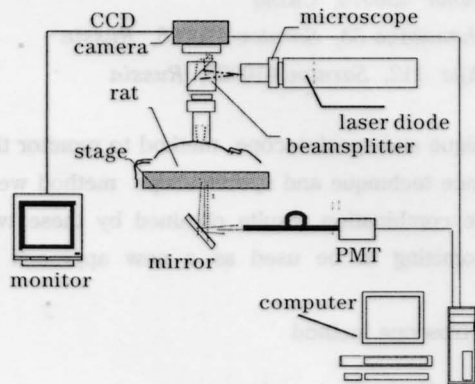 CCD
camera
microscope
rat
laser diode
beamsplitter
stage
mirror
PMT
monitor
computer